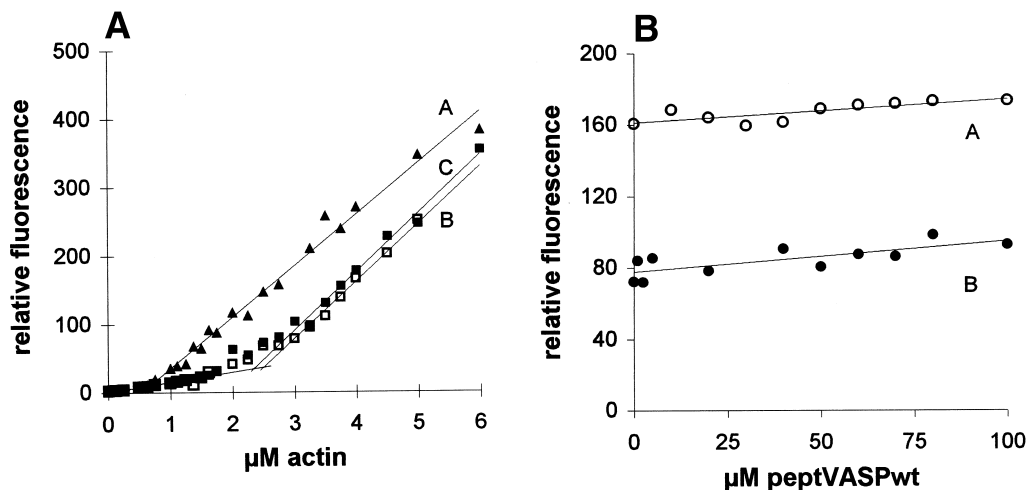 A
500
400
300
200
100
0
relative fluorescence
A
C
B
0 1 2 3 4 5 6
µM actin
B
200
160
120
80
40
0
relative fluorescence
A
B
0 25 50 75 100
µM peptVASPwt